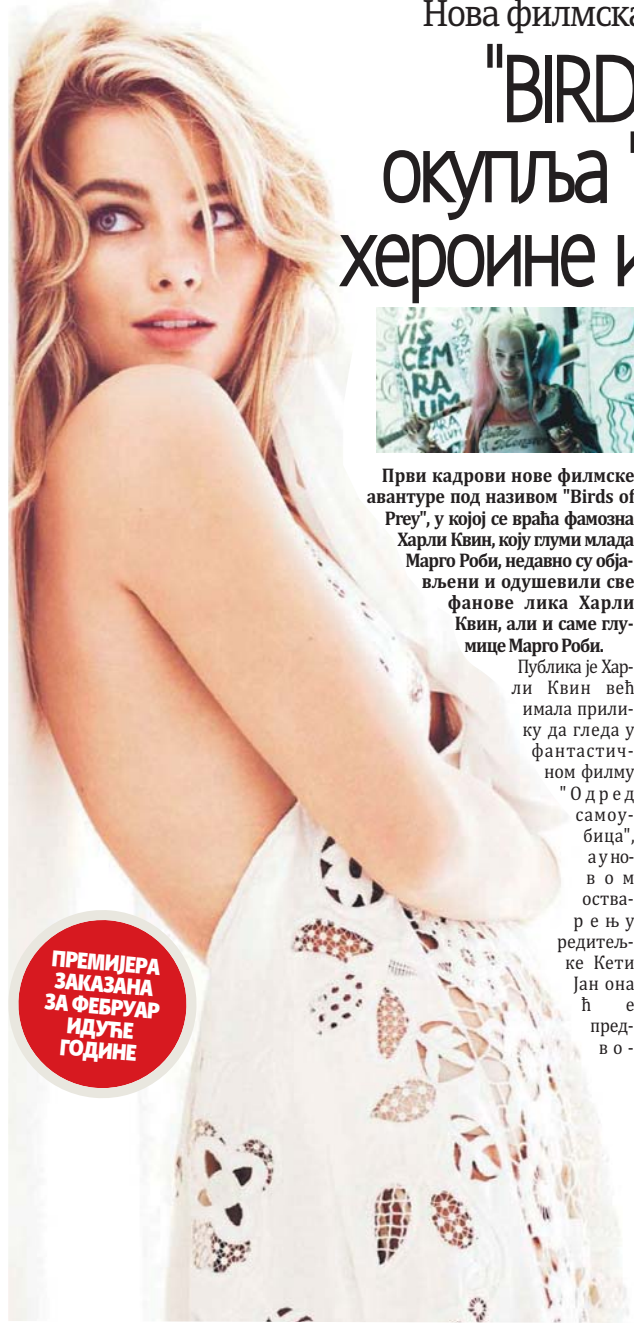 Нова филмска
"BIRD
окупља "
хероине и
SI
VIS
CEM
RA
UM
Први кадрови нове филмске
авантуре под називом "Birds of
Prey", у којој се враћа фамозна
Харли Квин, коју глуми млада
Марго Роби, недавно су обја-
вљени и одушевили све
фанове лика Харли
Квин, али и саме глу-
мице Марго Роби.
Публика је Хар-
ли Квин већ
имала прили-
ку да гледа у
фантастич-
ном филму
"Одред
самоу-
бица",
а у но-
вом
оства-
рењу
редитељ-
ке Кети
Јан она
ће
пред-
во-
ПРЕМИЈЕРА
ЗАКАЗАНА
ЗА ФЕБРУАР
ИДУЋЕ
ГОДИНЕ